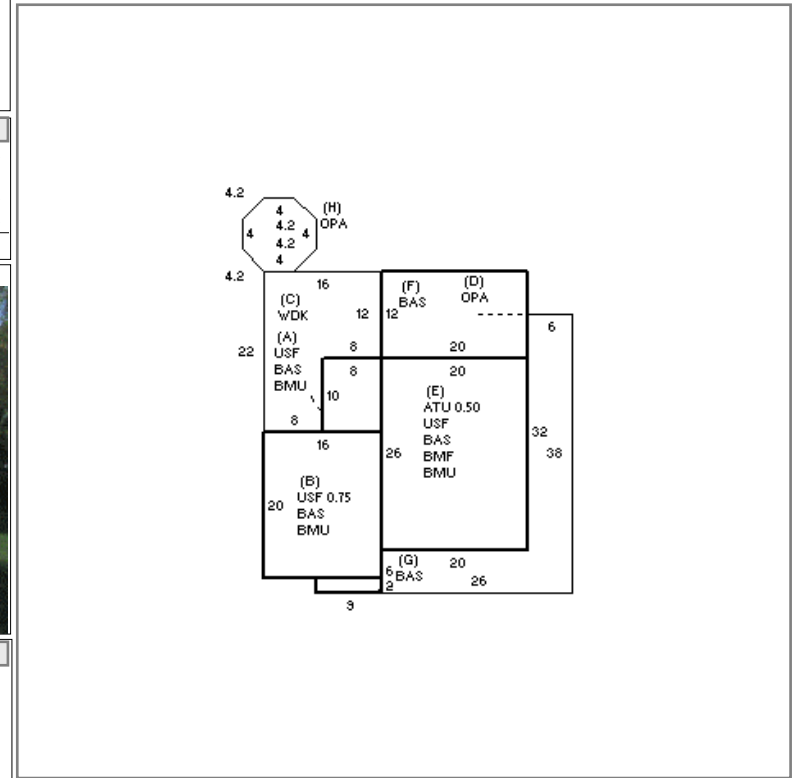 4.2
4
(H)
4.2
OPA
4
4
4.2
4
4.2
16
(F)
(D)
BAS
OPA
(C)
WDK
12
12
6
(A)
USF
BAS
BMU
22
8
20
8
20
10
(E)
ATU 0.50
USF
BAS
BMF
BMU
8
16
26
32
38
(B)
USF 0.75
BAS
BMU
20
(G)
BAS
20
6
2
26
9